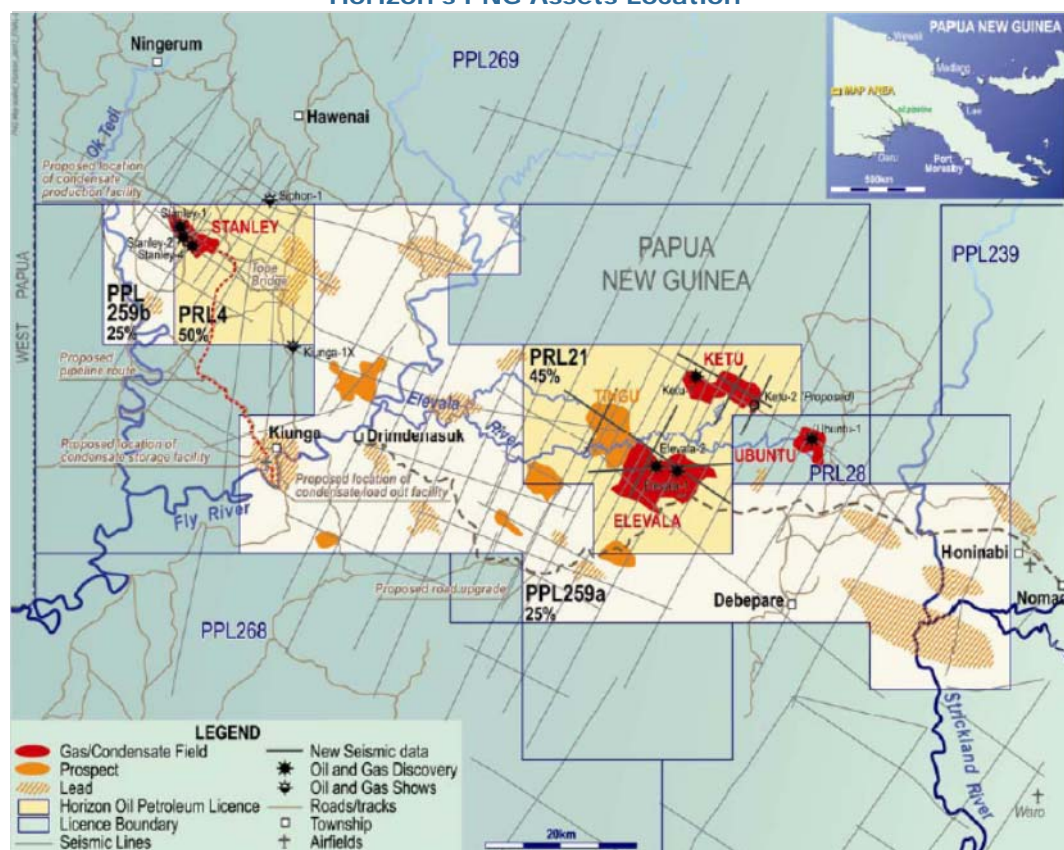 Horizon's PNG Assets Location
Ningerum
PPL269
Hawenai
Ok Tedi
Proposed location
of condensate
production facility
Siphon-1
Stanley-1
STANLEY
Stanley-2
Stanley-4
Tope
Bridge
PPL
259b
25%
PRL4
50%
WEST PAPUA
PAPUA
NEW GUINEA
PPL239
PAPUA NEW GUINEA
Wewak
Madang
MAP AREA
Lae
oil pipeline
Daru
Port
Moresby
500km
Proposed
pipeline route
Kiunga-1X
PRL21
45%
KETU
Ketu
Ketu-2 (Proposed)
TINGU
Elevala
River
Kiunga
Drimdenasuk
Proposed location of
condensate storage facility
Proposed location of
condensate load out facility
Fly River
Elevala-2
Ubuntu-1
UBUNTU
PRL28
ELEVALA
Proposed road upgrade
PPL259a
25%
Debepare
Honinabi
Nomad
PPL268
Strickland
River
Waro
LEGEND
Gas/Condensate Field
Prospect
Lead
Horizon Oil Petroleum Licence
Licence Boundary
Seismic Lines
New Seismic data
Oil and Gas Discovery
Oil and Gas Shows
Roads/tracks
Township
Airfields
20km